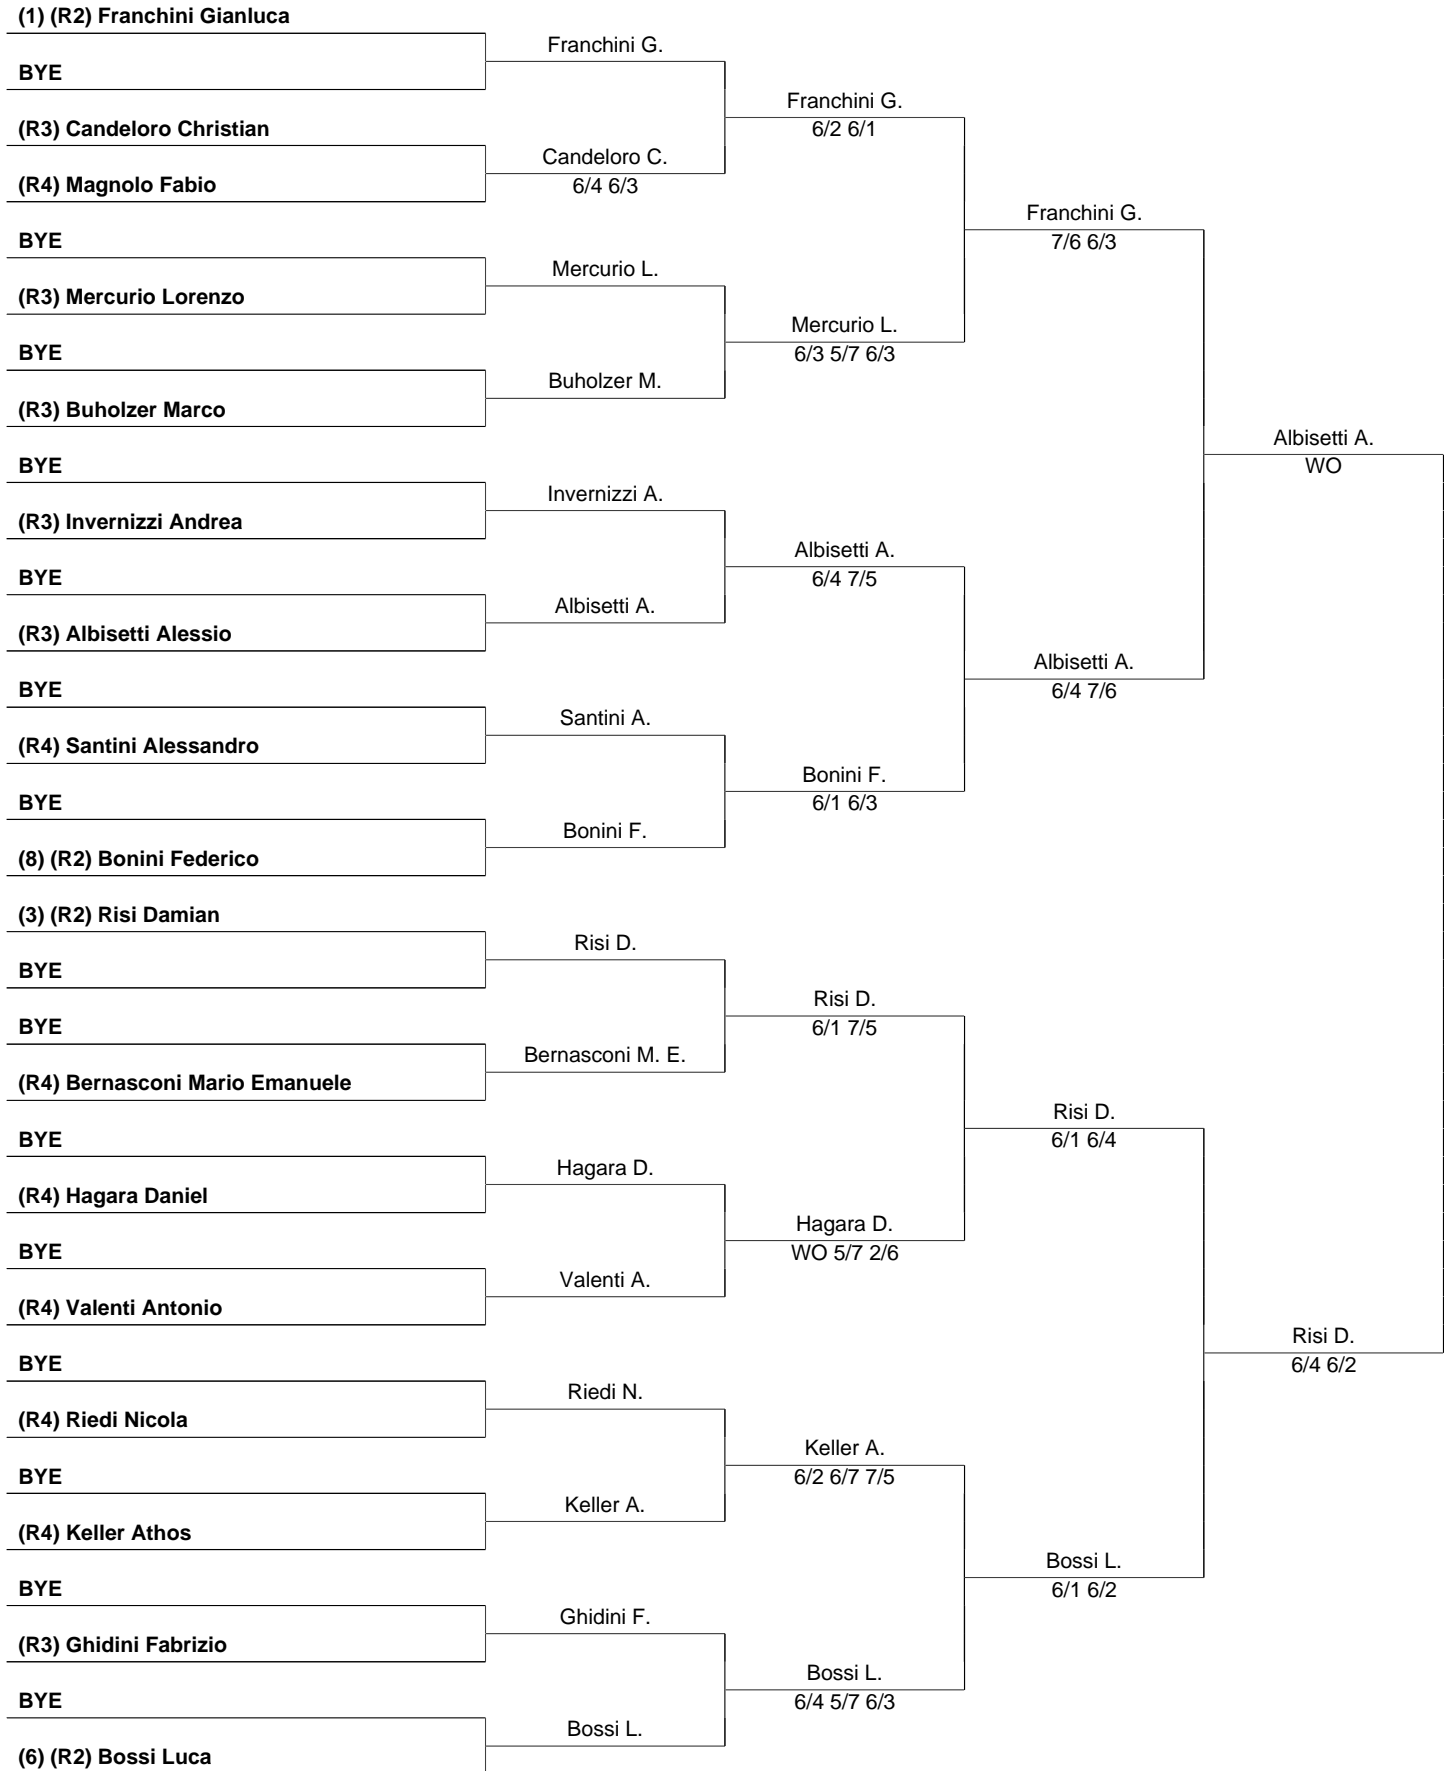 (1) (R2) Franchini Gianluca
BYE
(R3) Candeloro Christian
(R4) Magnolo Fabio
BYE
(R3) Mercurio Lorenzo
BYE
(R3) Buholzer Marco
BYE
(R3) Invernizzi Andrea
BYE
(R3) Albisetti Alessio
BYE
(R4) Santini Alessandro
BYE
(8) (R2) Bonini Federico
(3) (R2) Risi Damian
BYE
BYE
(R4) Bernasconi Mario Emanuele
BYE
(R4) Hagara Daniel
BYE
(R4) Valenti Antonio
BYE
(R4) Riedi Nicola
BYE
(R4) Keller Athos
BYE
(R3) Ghidini Fabrizio
BYE
(6) (R2) Bossi Luca
Franchini G.
Candeloro C.
6/4 6/3
Mercurio L.
Buholzer M.
Invernizzi A.
Albisetti A.
Santini A.
Bonini F.
Risi D.
Bernasconi M. E.
Hagara D.
Valenti A.
Riedi N.
Keller A.
Ghidini F.
Bossi L.
Franchini G.
6/2 6/1
Mercurio L.
6/3 5/7 6/3
Albisetti A.
6/4 7/5
Bonini F.
6/1 6/3
Risi D.
6/1 7/5
Hagara D.
WO 5/7 2/6
Keller A.
6/2 6/7 7/5
Bossi L.
6/4 5/7 6/3
Franchini G.
7/6 6/3
Albisetti A.
6/4 7/6
Risi D.
6/1 6/4
Bossi L.
6/1 6/2
Albisetti A.
WO
Risi D.
6/4 6/2